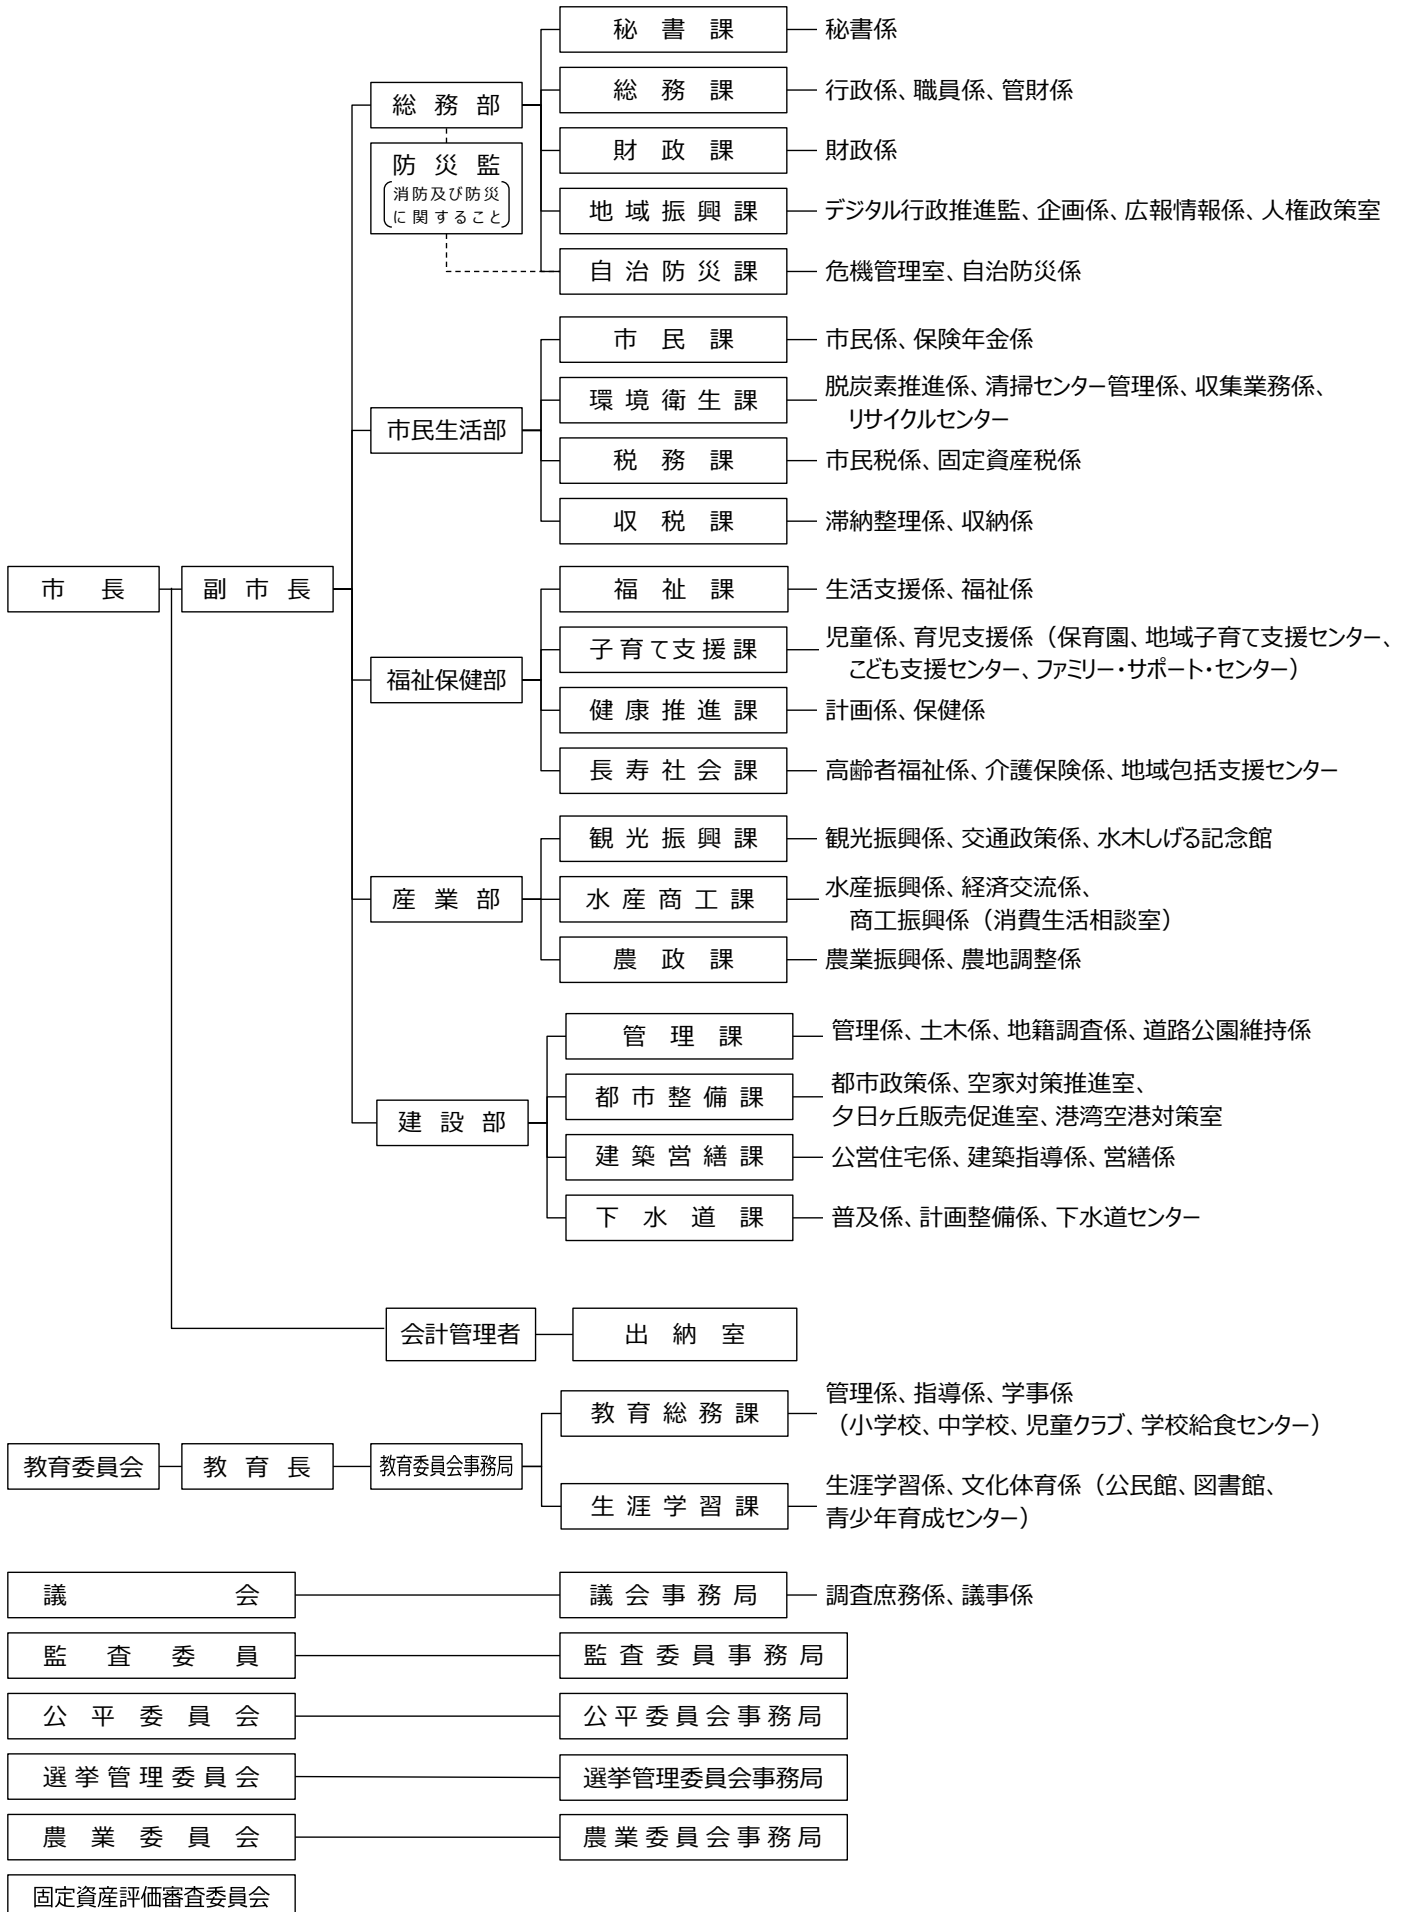 秘書課 秘書係
総務課 行政係、職員係、管財係
総務部
財政課 財政係
防災監
消防及び防災
に関すること
地域振興課 デジタル行政推進監、企画係、広報情報係、人権政策室
自治防災課 危機管理室、自治防災係
市民課 市民係、保険年金係
環境衛生課 脱炭素推進係、清掃センター管理係、収集業務係、
リサイクルセンター
市民生活部
税務課 市民税係、固定資産税係
収税課 滞納整理係、収納係
市長 副市長
福祉課 生活支援係、福祉係
子育て支援課 児童係、育児支援係（保育園、地域子育て支援センター、
こども支援センター、ファミリー・サポート・センター）
福祉保健部
健康推進課 計画係、保健係
長寿社会課 高齢者福祉係、介護保険係、地域包括支援センター
観光振興課 観光振興係、交通政策係、水木しげる記念館
産業部
水産商工課 水産振興係、経済交流係、
商工振興係（消費生活相談室）
農政課 農業振興係、農地調整係
管理課 管理係、土木係、地籍調査係、道路公園維持係
都市整備課 都市政策係、空家対策推進室、
夕日ヶ丘販売促進室、港湾空港対策室
建設部
建築営繕課 公営住宅係、建築指導係、営繕係
下水道課 普及係、計画整備係、下水道センター
会計管理者 出納室
教育総務課 管理係、指導係、学事係
（小学校、中学校、児童クラブ、学校給食センター）
教育委員会 教育長 教育委員会事務局
生涯学習課 生涯学習係、文化体育係（公民館、図書館、
青少年育成センター）
議会 議会事務局 調査庶務係、議事係
監査委員 監査委員事務局
公平委員会 公平委員会事務局
選挙管理委員会 選挙管理委員会事務局
農業委員会 農業委員会事務局
固定資産評価審査委員会